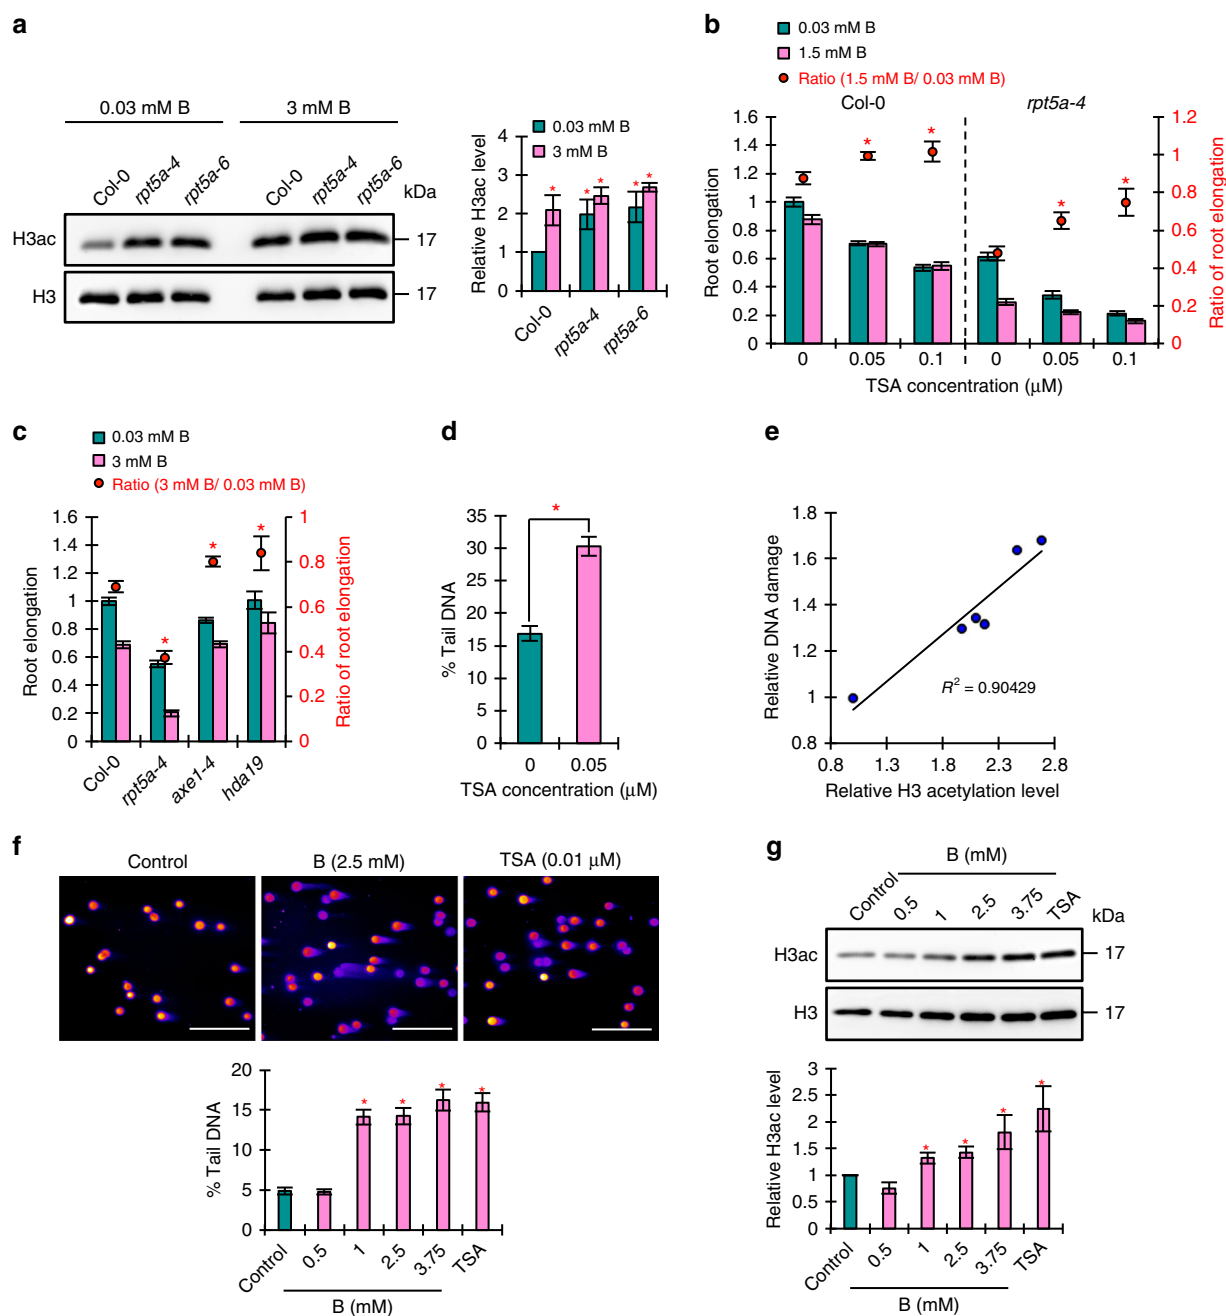 a
0.03 mM B
3 mM B
Col-0
rpt5a-4
rpt5a-6
Col-0
rpt5a-4
rpt5a-6
kDa
H3ac
17
H3
17
0.03 mM B
3 mM B
Relative H3ac level
4
3
2
1
0
* * * * *
Col-0
rpt5a-4
rpt5a-6
b
0.03 mM B
1.5 mM B
Ratio (1.5 mM B/ 0.03 mM B)
Col-0
rpt5a-4
Root elongation
1.6
1.4
1.2
1
0.8
0.6
0.4
0.2
0
* * * *
1.2
1
0.8
0.6
0.4
0.2
0
Ratio of root elongation
0 0.05 0.1 0 0.05 0.1
TSA concentration (μM)
c
0.03 mM B
3 mM B
Ratio (3 mM B/ 0.03 mM B)
Root elongation
1.6
1.4
1.2
1
0.8
0.6
0.4
0.2
0
* * *
1
0.8
0.6
0.4
0.2
0
Ratio of root elongation
Col-0
rpt5a-4
axe1-4
hda19
d
% Tail DNA
35
30
25
20
15
10
5
0
*
0 0.05
TSA concentration (μM)
e
Relative DNA damage
1.8
1.6
1.4
1.2
1
0.8
R² = 0.90429
0.8 1.3 1.8 2.3 2.8
Relative H3 acetylation level
f
Control
B (2.5 mM)
TSA (0.01 μM)
% Tail DNA
20
15
10
5
0
* * * *
Control
0.5
1
2.5
3.75
TSA
B (mM)
g
B (mM)
Control
0.5
1
2.5
3.75
TSA
kDa
H3ac
17
H3
17
Relative H3ac level
3
2.5
2
1.5
1
0.5
0
* * * *
Control
0.5
1
2.5
3.75
TSA
B (mM)